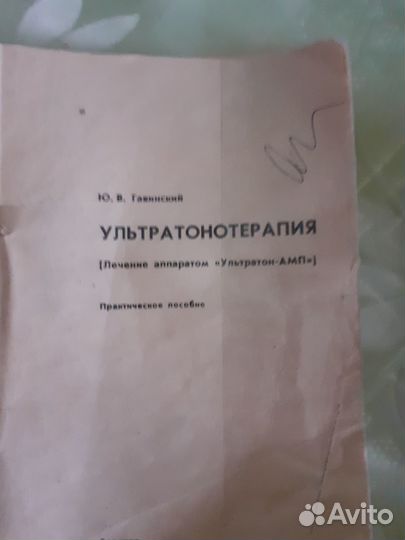 Ю. В. Гавинский
УЛЬТРАТОНОТЕРАПИЯ
(Лечение аппаратом «Ультратон-АМП»)
Практическое пособие
Avito